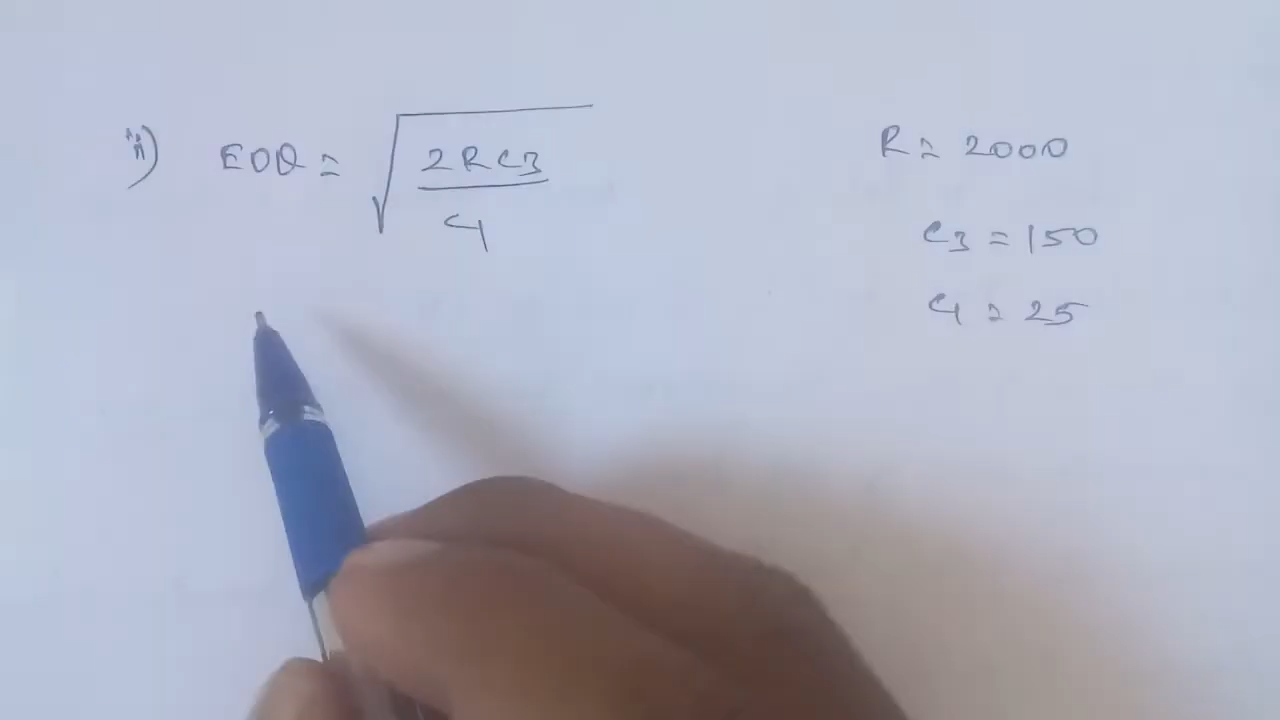 ii) EOQ = √(2RC3 / C1)
R = 2000
C3 = 150
C1 = 25